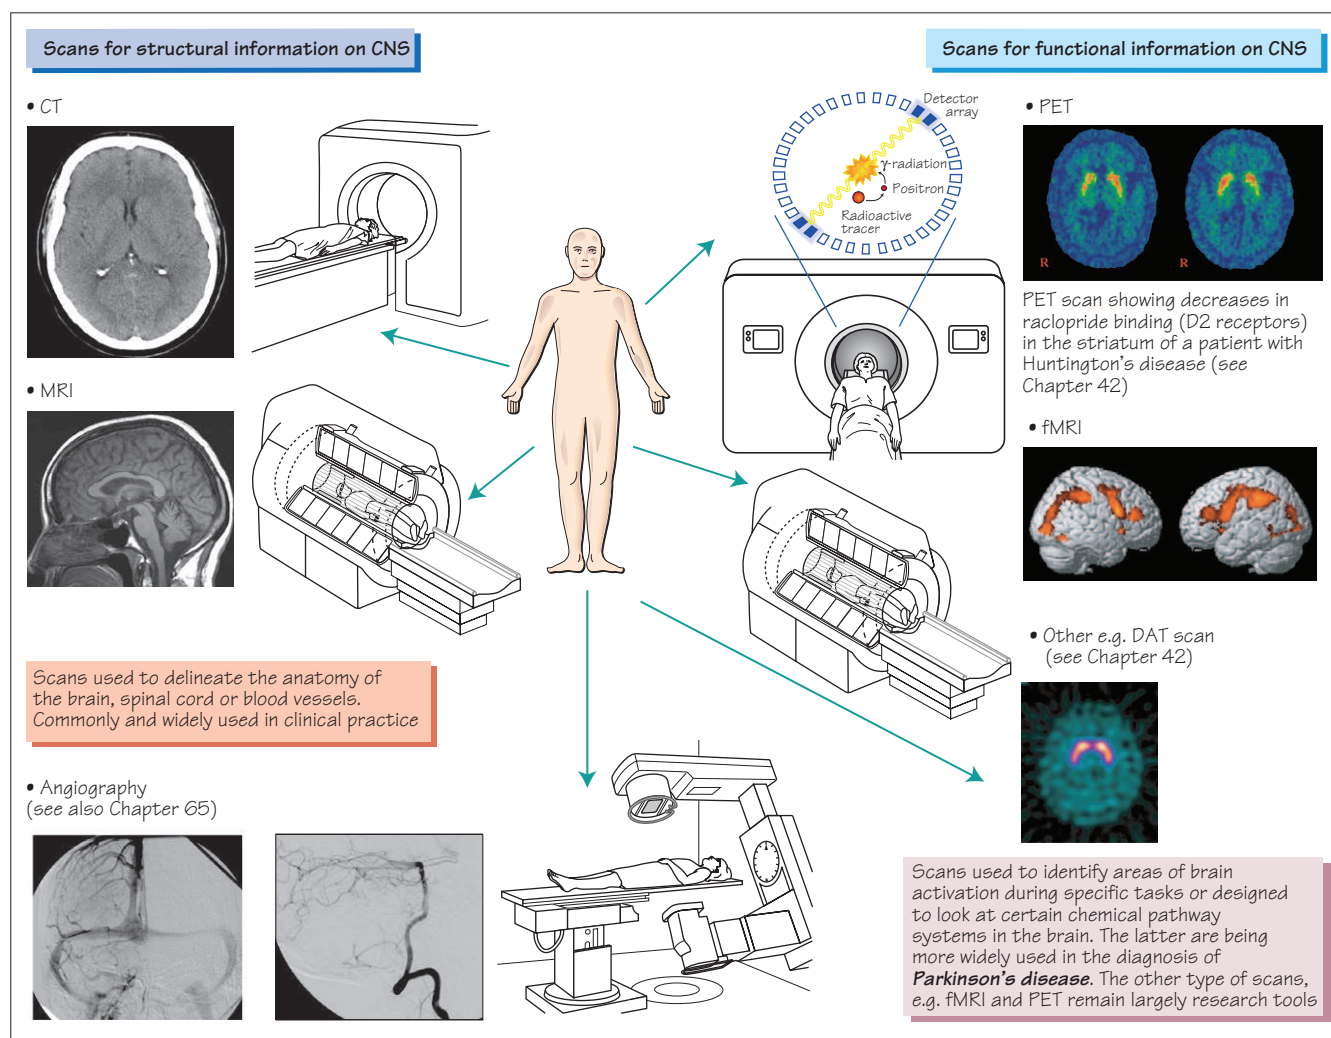 Scans for structural information on CNS
Scans for functional information on CNS
• CT
• MRI
Scans used to delineate the anatomy of
the brain, spinal cord or blood vessels.
Commonly and widely used in clinical practice
• Angiography
(see also Chapter 65)
Detector
array
γ-radiation
Positron
Radioactive
tracer
• PET
R
R
PET scan showing decreases in
raclopride binding (D2 receptors)
in the striatum of a patient with
Huntington's disease (see
Chapter 42)
• fMRI
• Other e.g. DAT scan
(see Chapter 42)
Scans used to identify areas of brain
activation during specific tasks or designed
to look at certain chemical pathway
systems in the brain. The latter are being
more widely used in the diagnosis of
Parkinson's disease. The other type of scans,
e.g. fMRI and PET remain largely research tools